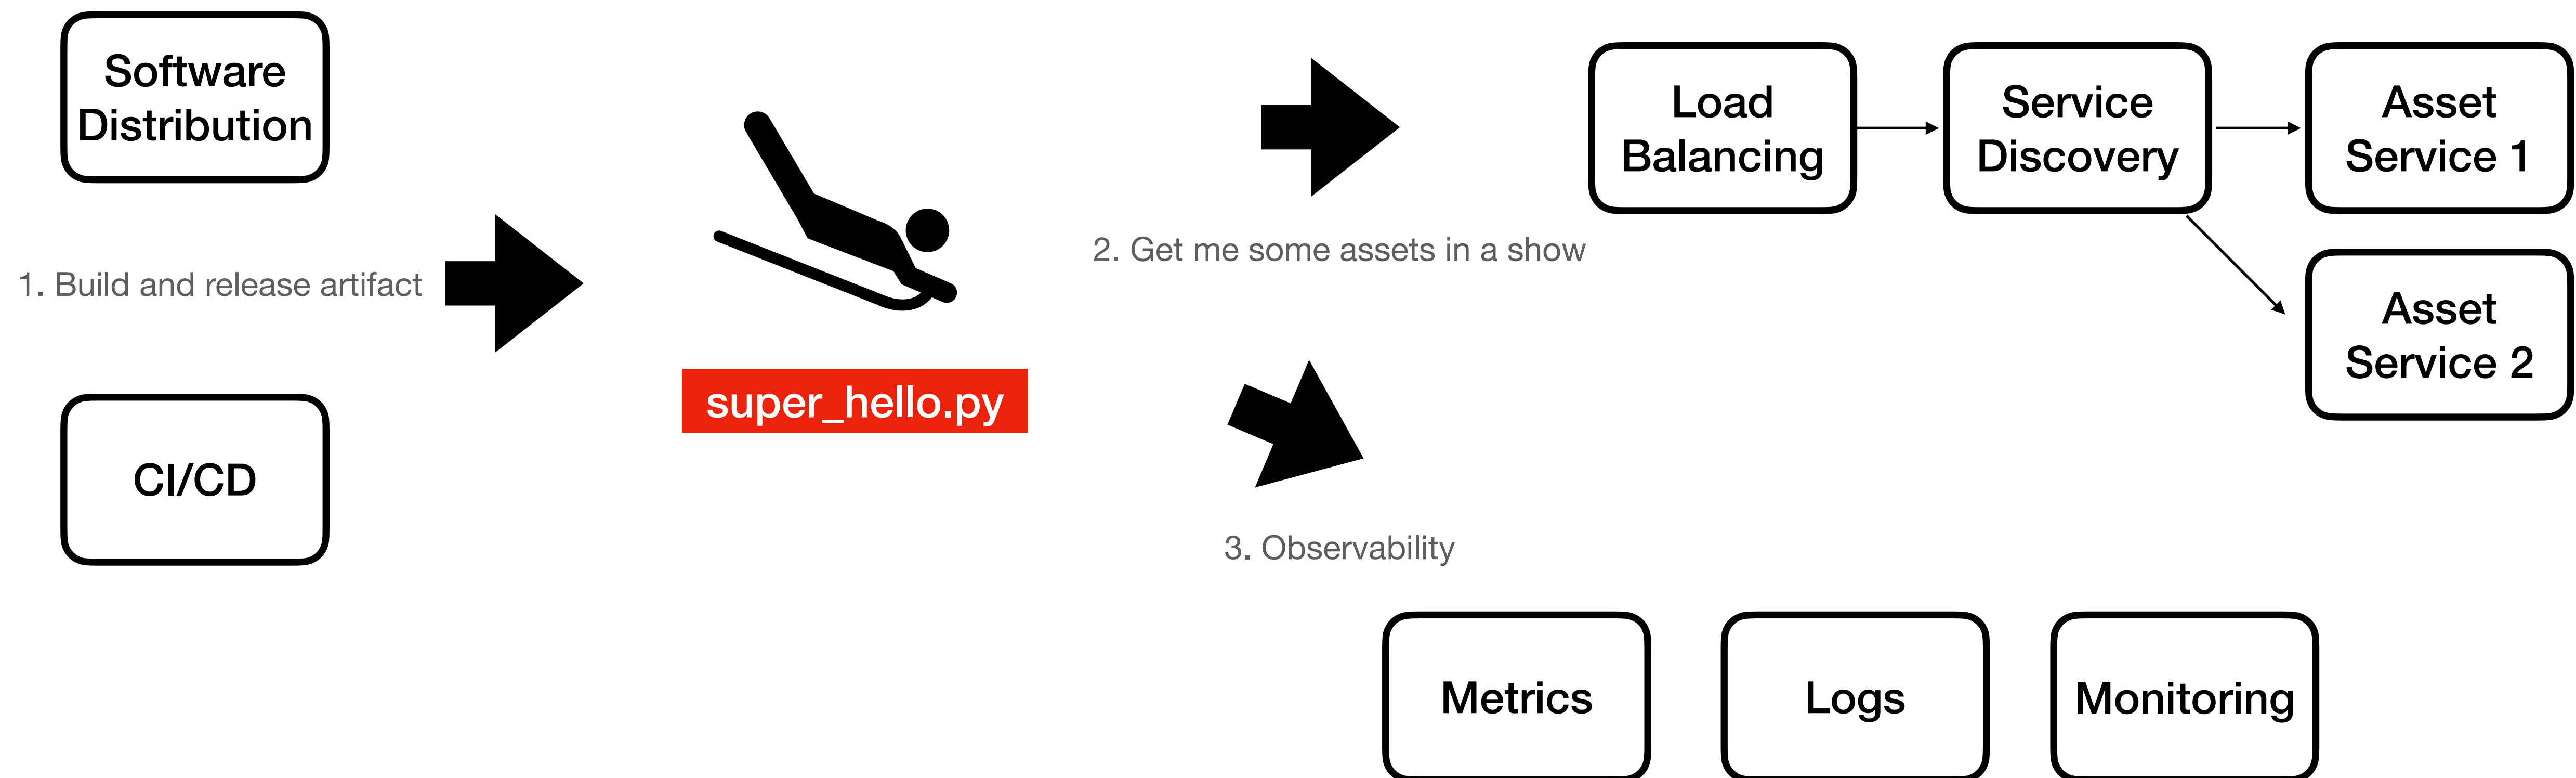 Software
Distribution
1. Build and release artifact
CI/CD
super_hello.py
2. Get me some assets in a show
Load
Balancing
Service
Discovery
Asset
Service 1
Asset
Service 2
3. Observability
Metrics
Logs
Monitoring